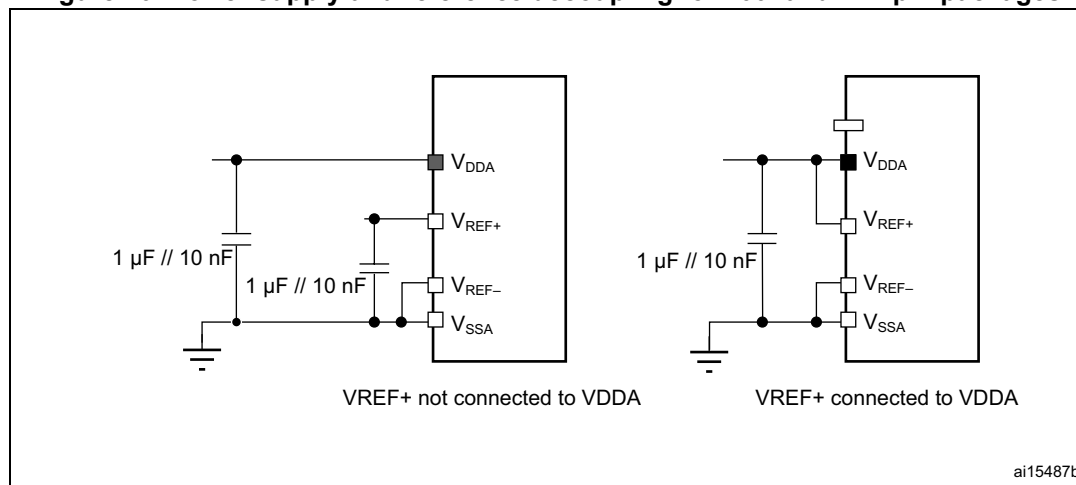 V_DDA
V_REF+
1 µF // 10 nF
1 µF // 10 nF
V_REF–
V_SSA
VREF+ not connected to VDDA
V_DDA
V_REF+
1 µF // 10 nF
V_REF–
V_SSA
VREF+ connected to VDDA
ai15487b